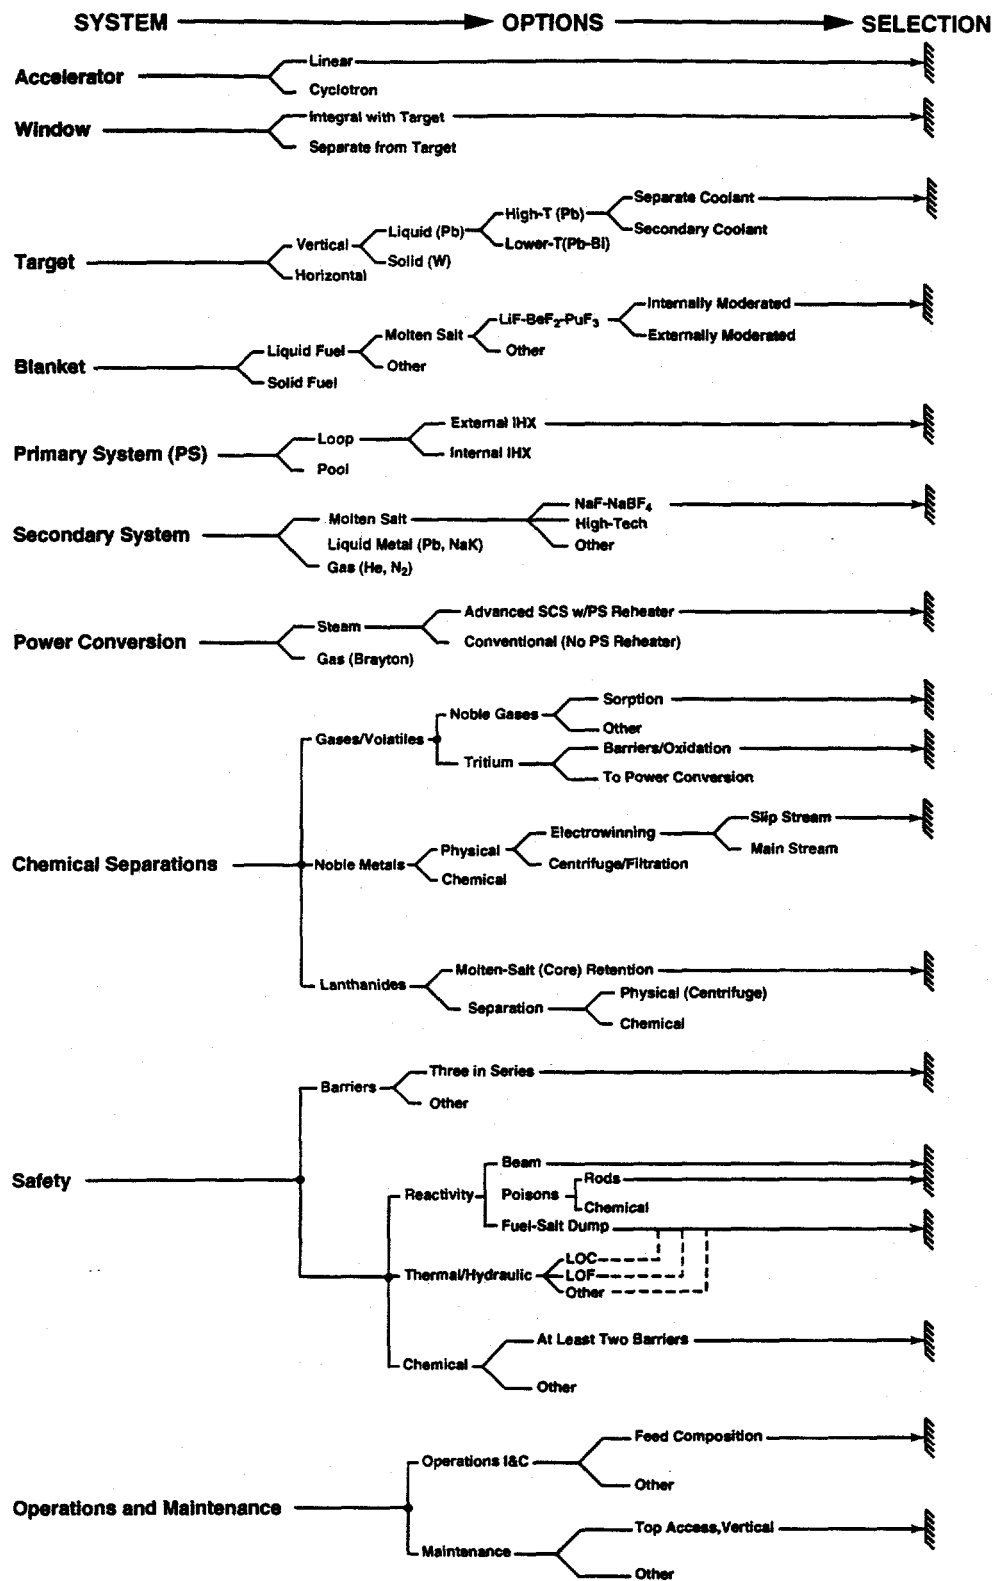 SYSTEM OPTIONS SELECTION
Linear
Accelerator
Cyclotron
Integral with Target
Window
Separate from Target
Separate Coolant
High-T (Pb)
Liquid (Pb)
Secondary Coolant
Vertical
Lower-T(Pb-Bi)
Target
Solid (W)
Horizontal
Internally Moderated
LiF-BeF₂-PuF₃
Molten Salt
Externally Moderated
Liquid Fuel
Other
Blanket
Other
Solid Fuel
External IHX
Loop
Primary System (PS)
Internal IHX
Pool
NaF-NaBF₄
Molten Salt
High-Tech
Secondary System
Liquid Metal (Pb, NaK)
Other
Gas (He, N₂)
Advanced SCS w/PS Reheater
Steam
Power Conversion
Conventional (No PS Reheater)
Gas (Brayton)
Sorption
Noble Gases
Other
Gases/Volatiles
Barriers/Oxidation
Tritium
To Power Conversion
Slip Stream
Electrowinning
Physical
Main Stream
Chemical Separations
Noble Metals
Centrifuge/Filtration
Chemical
Molten-Salt (Core) Retention
Lanthanides
Physical (Centrifuge)
Separation
Chemical
Three in Series
Barriers
Other
Beam
Safety
Rods
Reactivity
Poisons
Chemical
Fuel-Salt Dump
LOC
Thermal/Hydraulic
LOF
Other
At Least Two Barriers
Chemical
Other
Feed Composition
Operations I&C
Other
Operations and Maintenance
Top Access,Vertical
Maintenance
Other